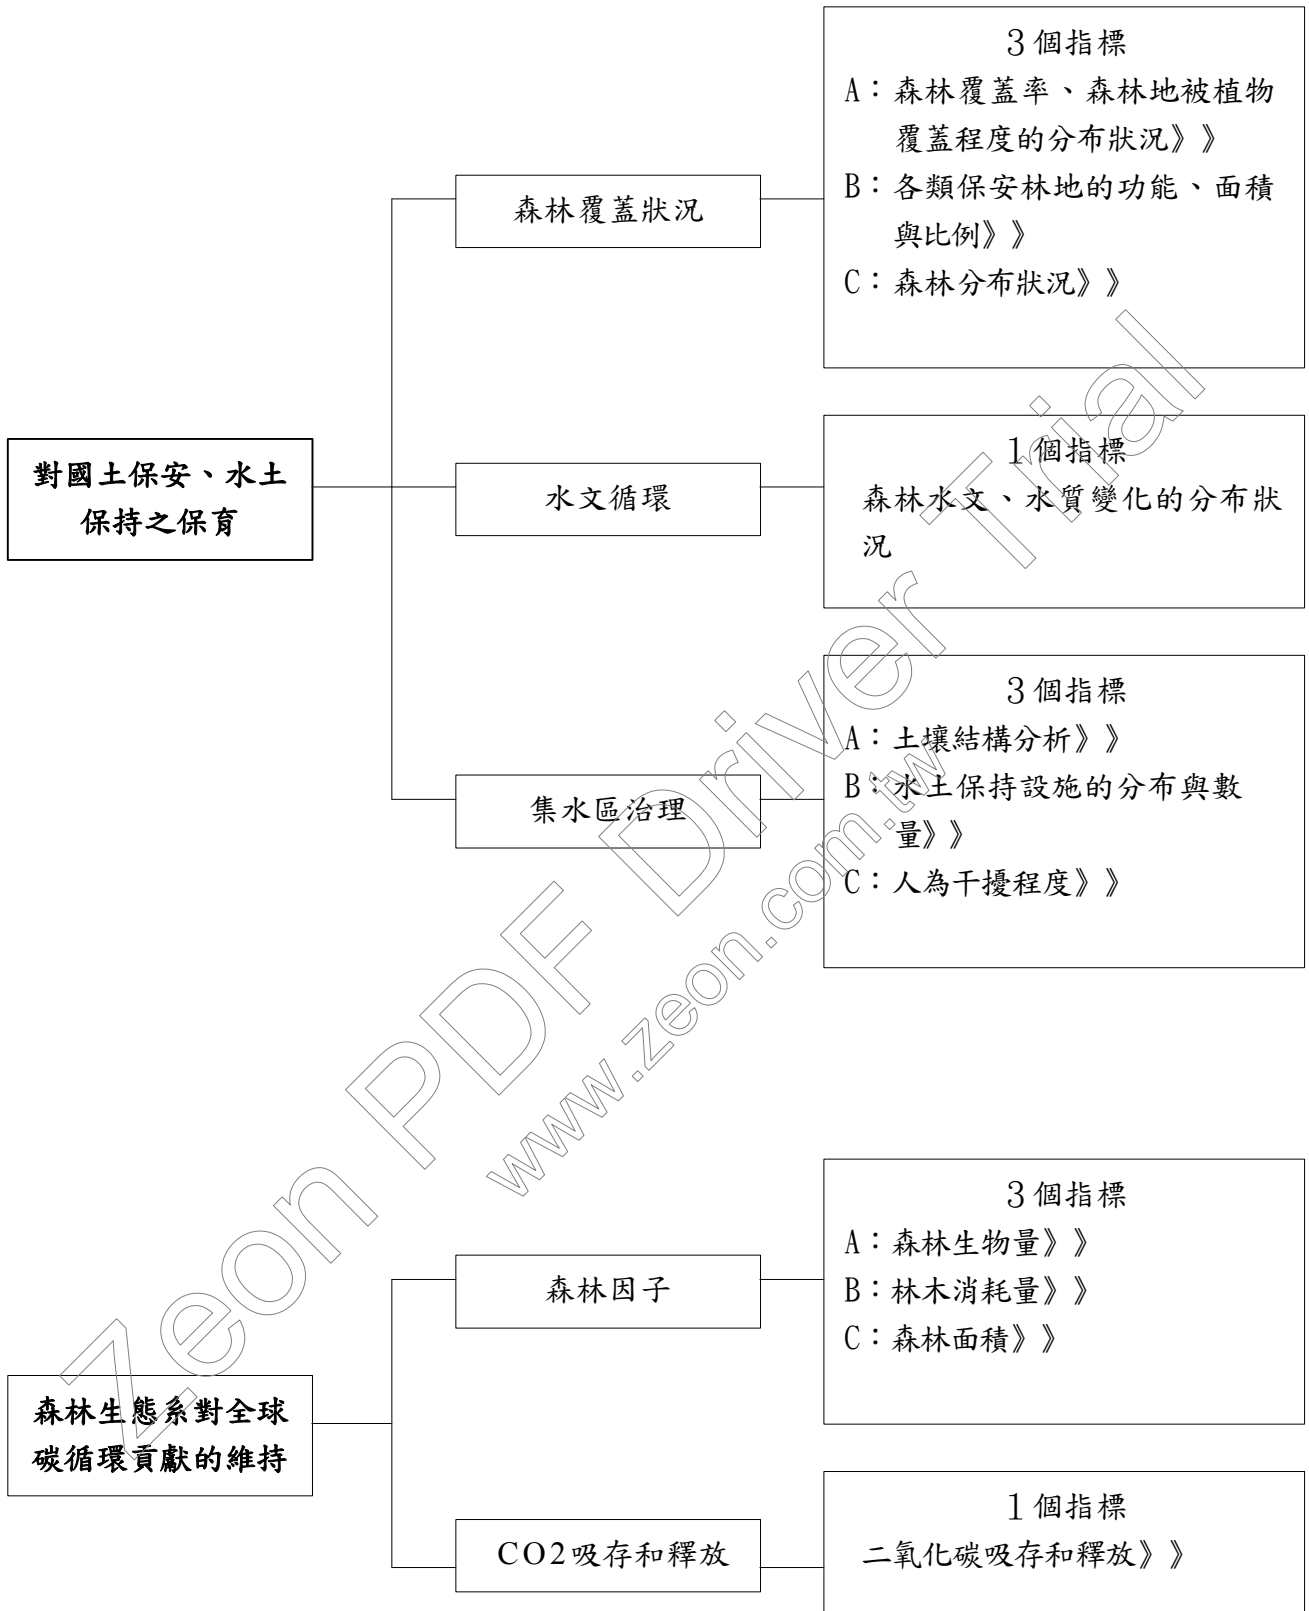 3個指標
A：森林覆蓋率、森林地被植物
覆蓋程度的分布狀況》》
B：各類保安林地的功能、面積
與比例》》
C：森林分布狀況》》
森林覆蓋狀況
對國土保安、水土
保持之保育
水文循環
1個指標
森林水文、水質變化的分布狀
況
集水區治理
3個指標
A：土壤結構分析》》
B：水土保持設施的分布與數
量》》
C：人為干擾程度》》
森林生態系對全球
碳循環貢獻的維持
森林因子
3個指標
A：森林生物量》》
B：林木消耗量》》
C：森林面積》》
CO2吸存和釋放
1個指標
二氧化碳吸存和釋放》》
Zeon PDF Driver Trial
www.zeon.com.tw